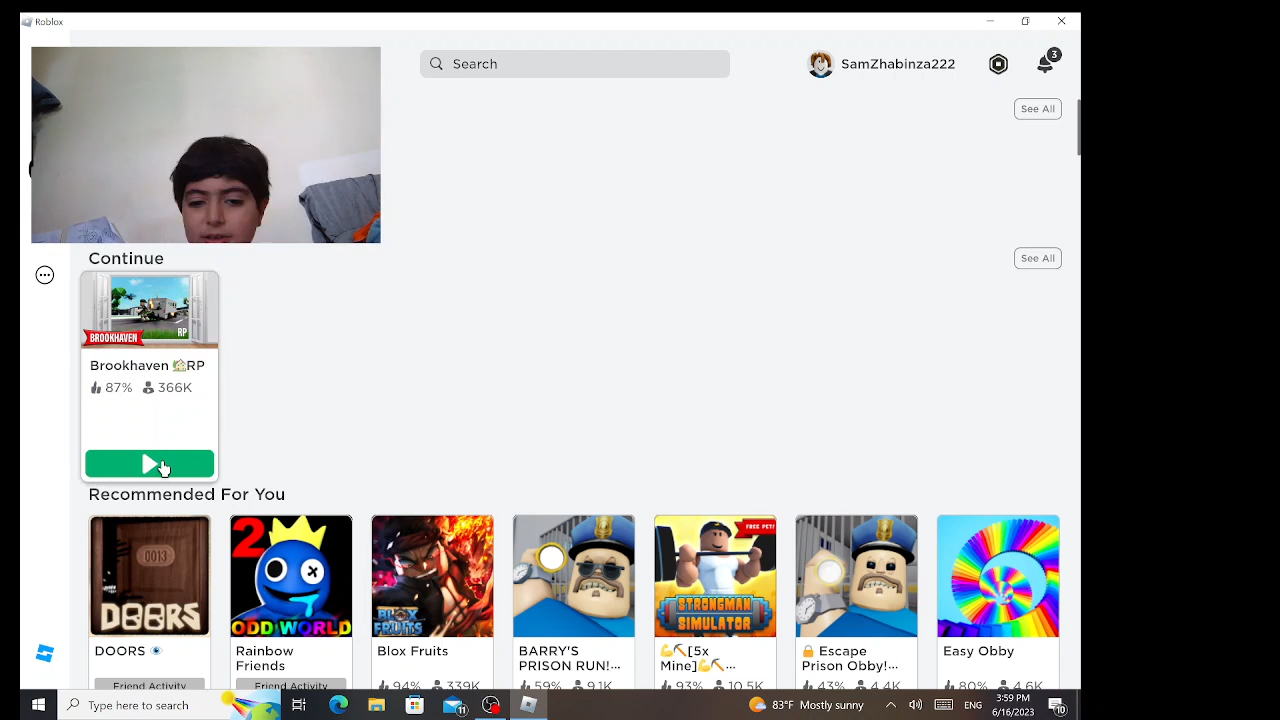 Roblox
Search
SamZhabinza222
3
See All
Continue
See All
BROOKHAVEN
RP
Brookhaven 🏡RP
87% 366K
Recommended For You
0013
DOORS
2
ODD WORLD
BLOX
FRUITS
FREE PET!
STRONGMAN
SIMULATOR
DOORS 👁
Rainbow
Friends
Blox Fruits
BARRY'S
PRISON RUN!...
💪⛏[5x
Mine]💪⛏...
🔒 Escape
Prison Obby!...
Easy Obby
Friend Activity
Friend Activity
94% 339K
59% 9.1K
93% 10.5K
43% 4.4K
80% 4.6K
Type here to search
11
83°F Mostly sunny
ENG
3:59 PM
6/16/2023
10